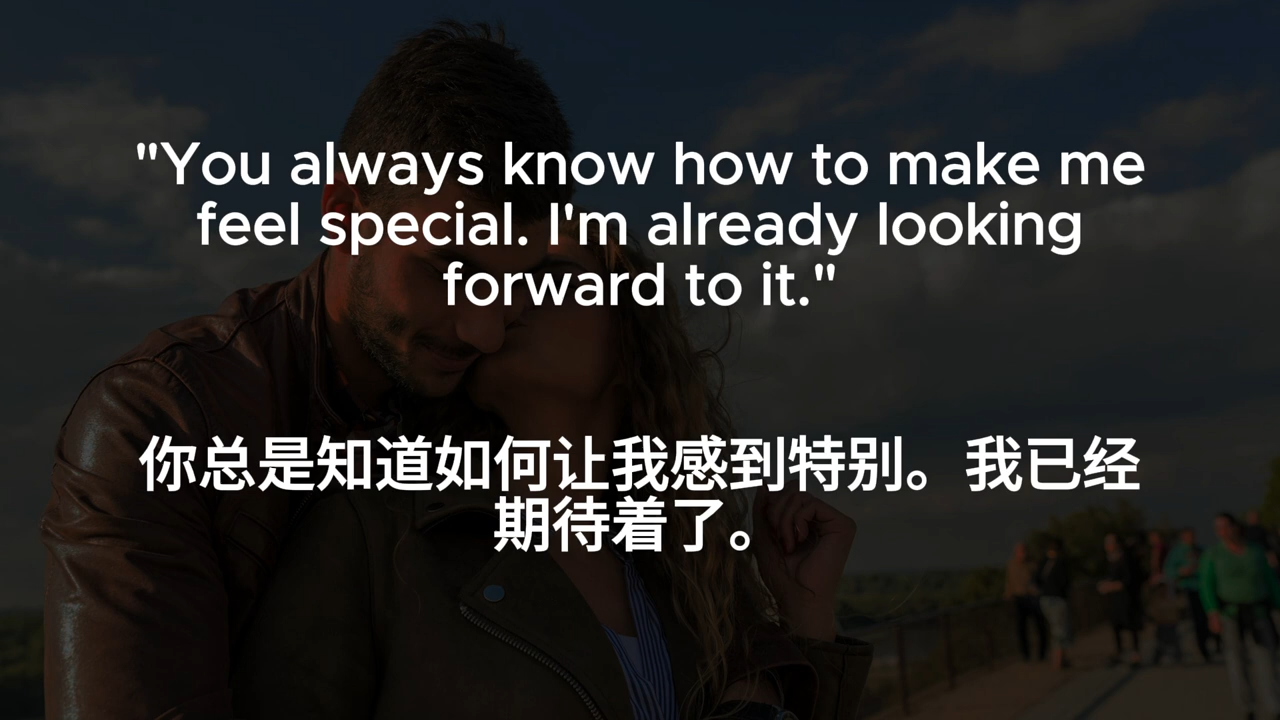 "You always know how to make me
feel special. I'm already looking
forward to it."
你总是知道如何让我感到特别。我已经
期待着了。